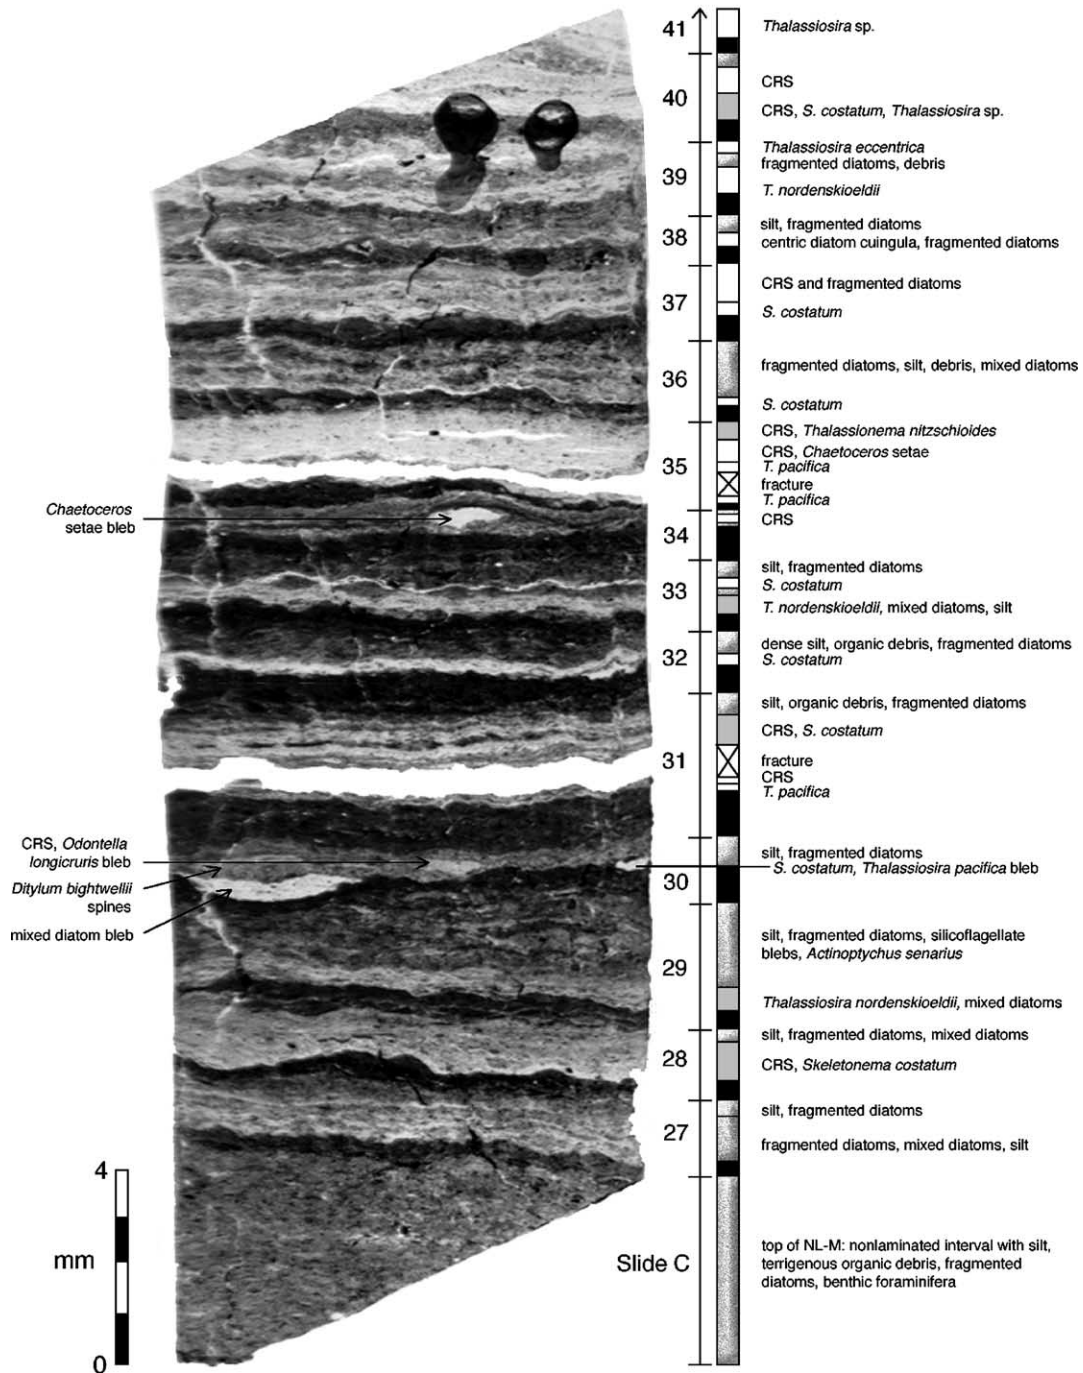 41
Thalassiosira sp.
CRS
40
CRS, S. costatum, Thalassiosira sp.
Thalassiosira eccentrica
fragmented diatoms, debris
39
T. nordenskioeldii
silt, fragmented diatoms
38
centric diatom cuingula, fragmented diatoms
CRS and fragmented diatoms
37
S. costatum
fragmented diatoms, silt, debris, mixed diatoms
36
S. costatum
CRS, Thalassionema nitzschioides
CRS, Chaetoceros setae
35
T. pacifica
fracture
T. pacifica
Chaetoceros
setae bleb
CRS
34
silt, fragmented diatoms
33
S. costatum
T. nordenskioeldii, mixed diatoms, silt
dense silt, organic debris, fragmented diatoms
32
S. costatum
silt, organic debris, fragmented diatoms
CRS, S. costatum
31
fracture
CRS
T. pacifica
CRS, Odontella
longicruris bleb
silt, fragmented diatoms
S. costatum, Thalassiosira pacifica bleb
30
Ditylum bightwellii
spines
mixed diatom bleb
silt, fragmented diatoms, silicoflagellate
blebs, Actinoptychus senarius
29
Thalassiosira nordenskioeldii, mixed diatoms
silt, fragmented diatoms, mixed diatoms
28
CRS, Skeletonema costatum
silt, fragmented diatoms
27
fragmented diatoms, mixed diatoms, silt
4
mm
0
Slide C
top of NL-M: nonlaminated interval with silt,
terrigenous organic debris, fragmented
diatoms, benthic foraminifera